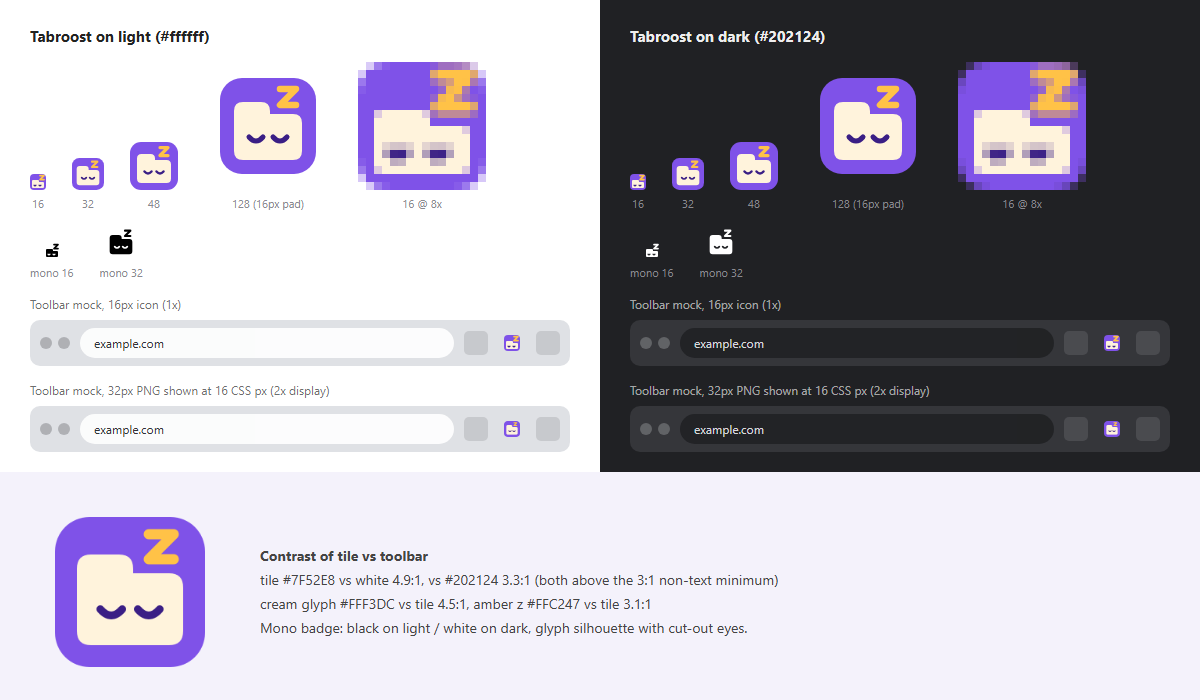 Tabroost on light (#ffffff)
16
32
48
128 (16px pad)
16 @ 8x
mono 16
mono 32
Toolbar mock, 16px icon (1x)
example.com
Toolbar mock, 32px PNG shown at 16 CSS px (2x display)
example.com
Tabroost on dark (#202124)
16
32
48
128 (16px pad)
16 @ 8x
mono 16
mono 32
Toolbar mock, 16px icon (1x)
example.com
Toolbar mock, 32px PNG shown at 16 CSS px (2x display)
example.com
z
Contrast of tile vs toolbar
tile #7F52E8 vs white 4.9:1, vs #202124 3.3:1 (both above the 3:1 non-text minimum)
cream glyph #FFF3DC vs tile 4.5:1, amber z #FFC247 vs tile 3.1:1
Mono badge: black on light / white on dark, glyph silhouette with cut-out eyes.